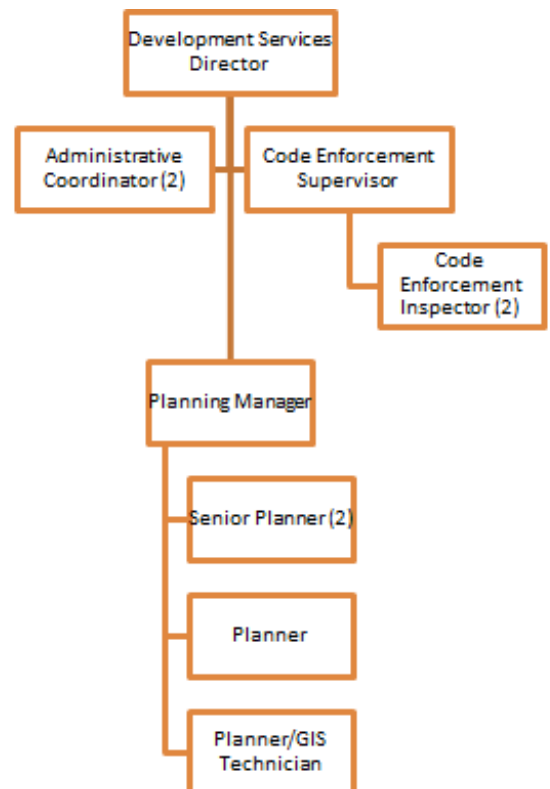 Development Services
Director
Administrative
Coordinator (2)
Code Enforcement
Supervisor
Code
Enforcement
Inspector (2)
Planning Manager
Senior Planner (2)
Planner
Planner/GIS
Technician